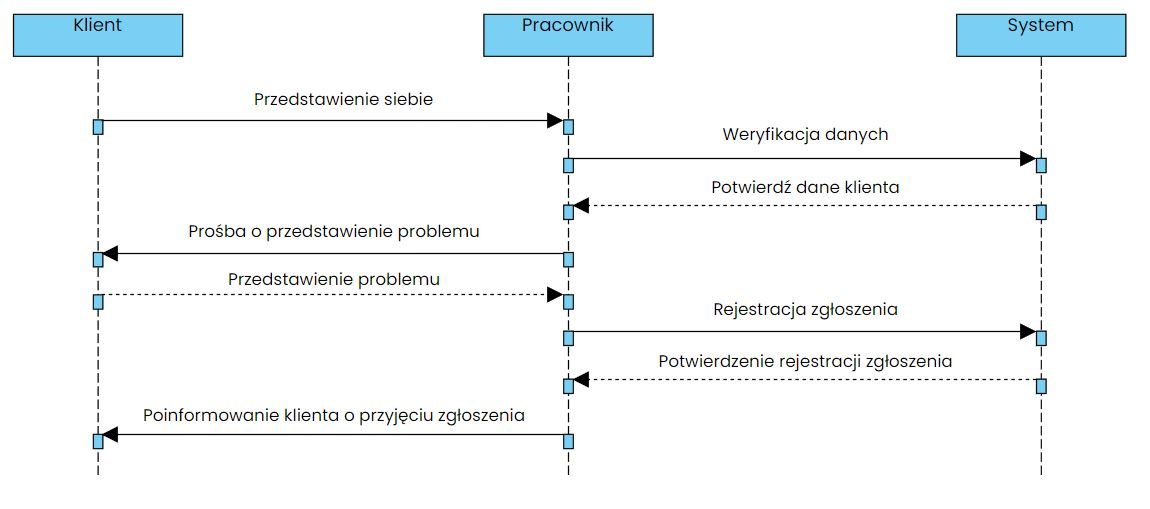 Klient
Pracownik
System
Przedstawienie siebie
Weryfikacja danych
Potwierdź dane klienta
Prośba o przedstawienie problemu
Przedstawienie problemu
Rejestracja zgłoszenia
Potwierdzenie rejestracji zgłoszenia
Poinformowanie klienta o przyjęciu zgłoszenia